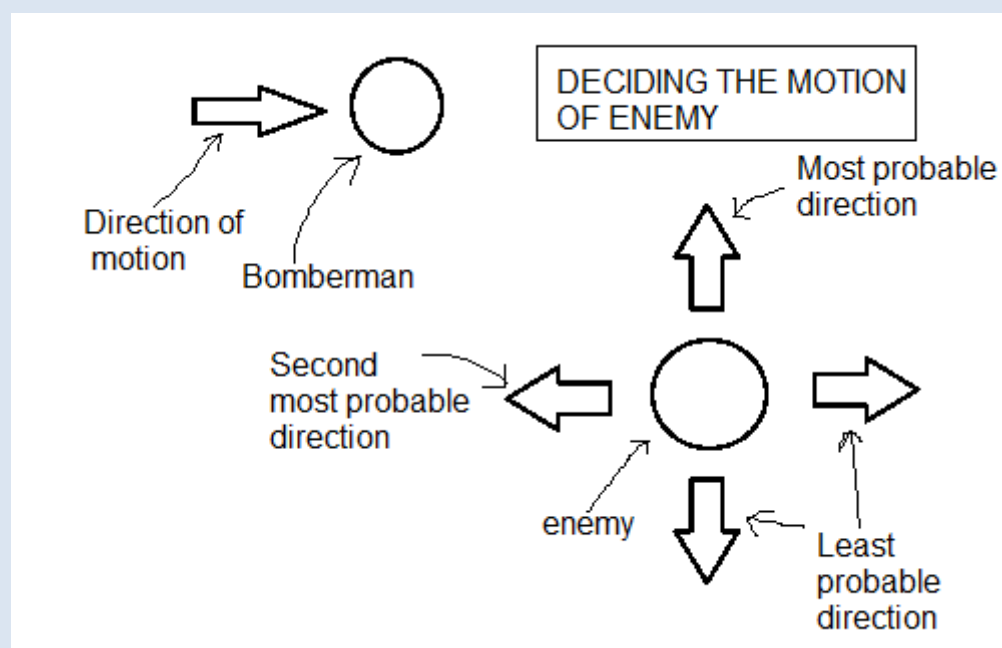 DECIDING THE MOTION
OF ENEMY
Most probable
direction
Direction of
motion
Bomberman
Second
most probable
direction
enemy
Least
probable
direction